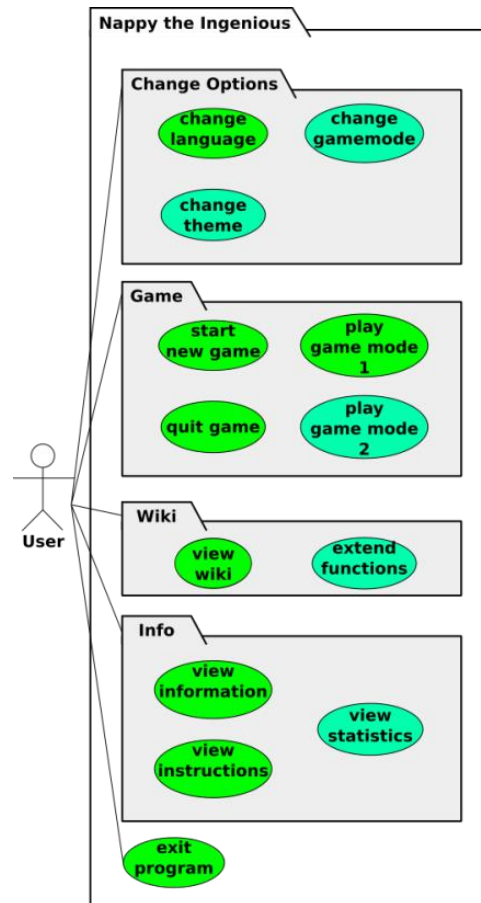 Nappy the Ingenious
Change Options
change
language
change
gamemode
change
theme
Game
start
new game
play
game mode
1
quit game
play
game mode
2
User
Wiki
view
wiki
extend
functions
Info
view
information
view
statistics
view
instructions
exit
program